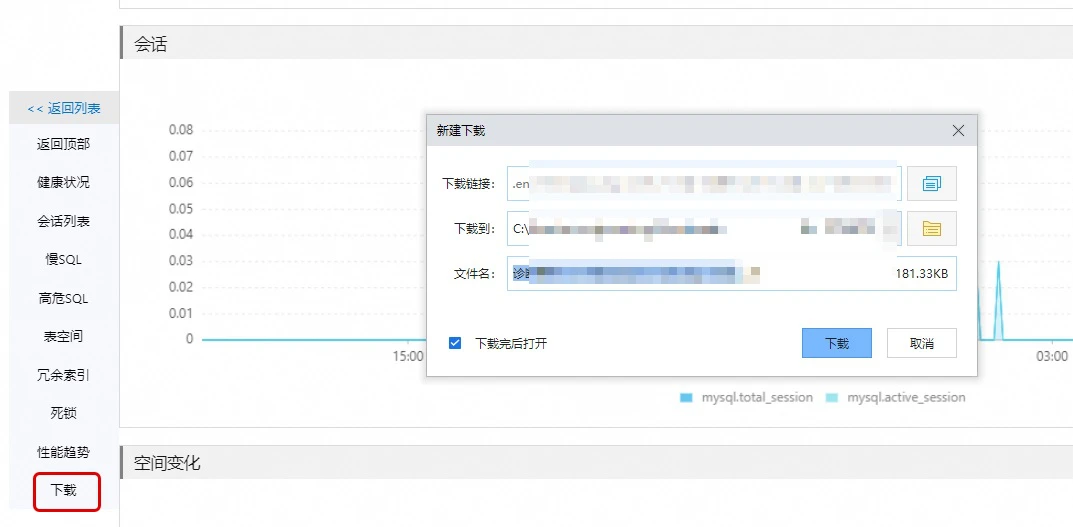 会话
<< 返回列表
返回顶部
健康状况
会话列表
慢SQL
高危SQL
表空间
冗余索引
死锁
性能趋势
下载
0.08
0.07
0.06
0.05
0.04
0.03
0.02
0.01
0
15:00
03:00
新建下载
下载链接:
.en
下载到:
C:\
文件名:
181.33KB
下载完后打开
下载
取消
mysql.total_session
mysql.active_session
空间变化